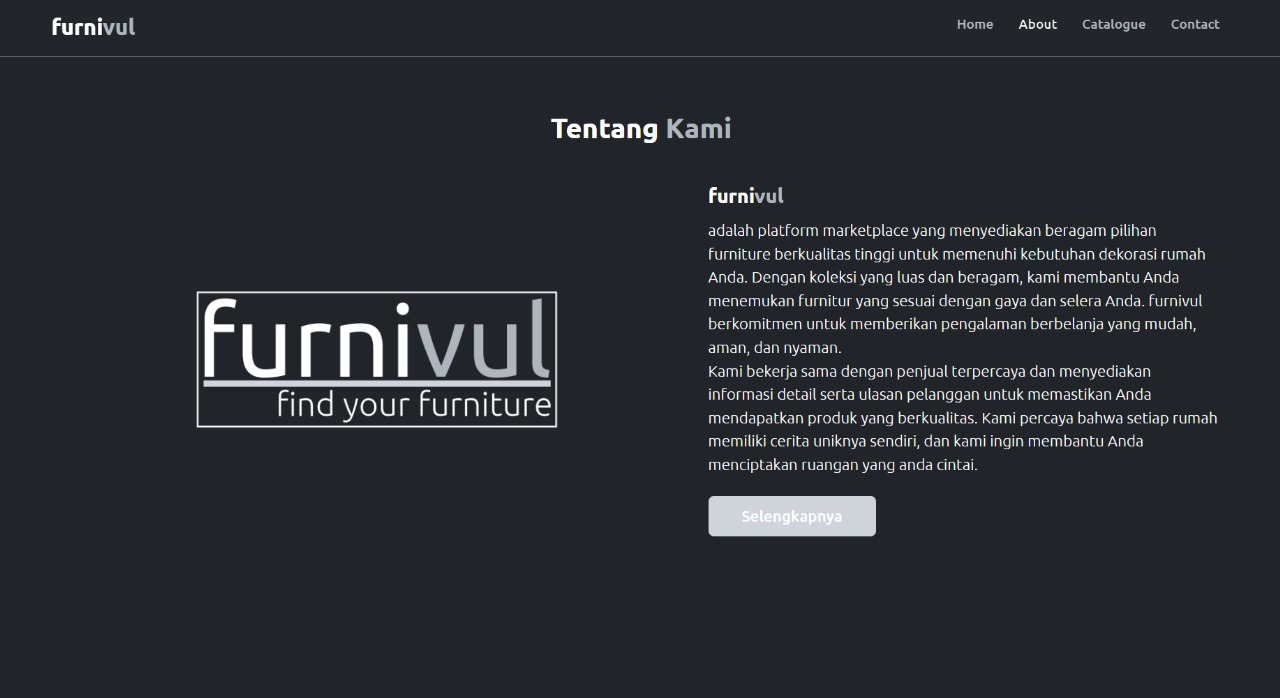 furnivul
Home About Catalogue Contact
Tentang Kami
furnivul
find your furniture
furnivul
adalah platform marketplace yang menyediakan beragam pilihan
furniture berkualitas tinggi untuk memenuhi kebutuhan dekorasi rumah
Anda. Dengan koleksi yang luas dan beragam, kami membantu Anda
menemukan furnitur yang sesuai dengan gaya dan selera Anda. furnivul
berkomitmen untuk memberikan pengalaman berbelanja yang mudah,
aman, dan nyaman.
Kami bekerja sama dengan penjual terpercaya dan menyediakan
informasi detail serta ulasan pelanggan untuk memastikan Anda
mendapatkan produk yang berkualitas. Kami percaya bahwa setiap rumah
memiliki cerita uniknya sendiri, dan kami ingin membantu Anda
menciptakan ruangan yang anda cintai.
Selengkapnya